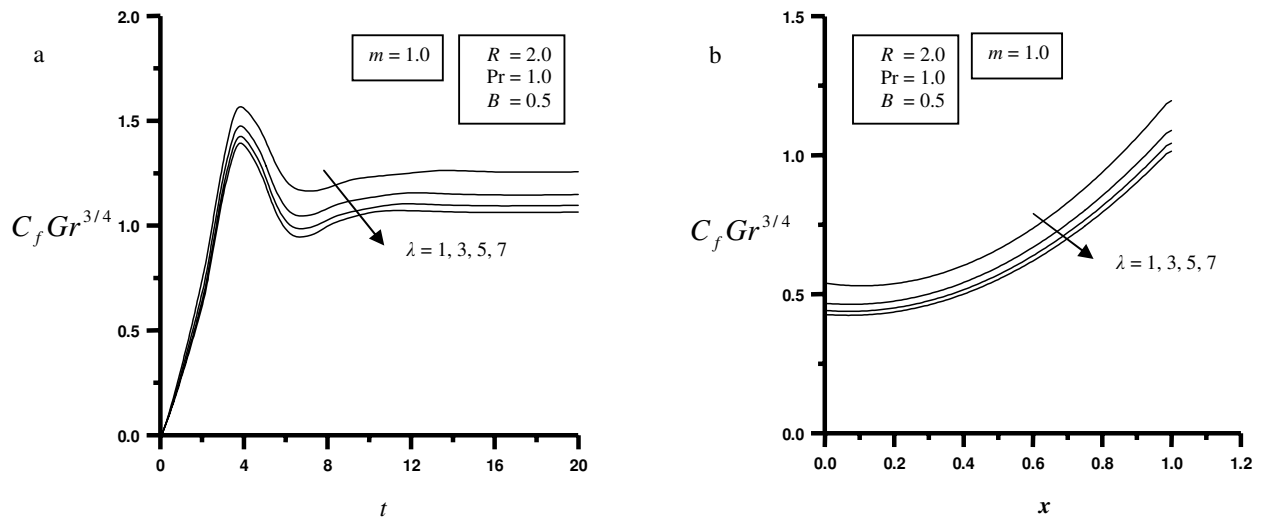 a
2.0
1.5
1.0
0.5
0.0
C_f Gr^{3/4}
m = 1.0
R = 2.0
Pr = 1.0
B = 0.5
λ = 1, 3, 5, 7
0 4 8 12 16 20
t
b
1.5
1.0
0.5
0.0
C_f Gr^{3/4}
R = 2.0
Pr = 1.0
B = 0.5
m = 1.0
λ = 1, 3, 5, 7
0.0 0.2 0.4 0.6 0.8 1.0 1.2
x